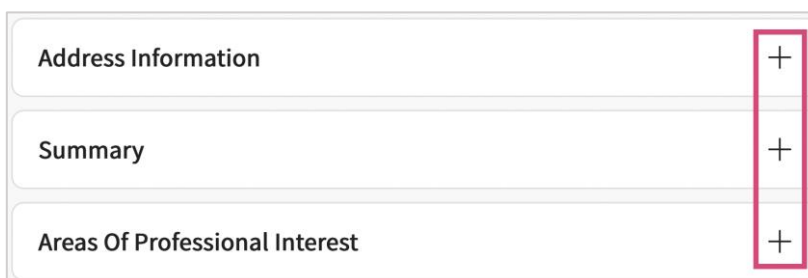 Address Information
Summary
Areas Of Professional Interest